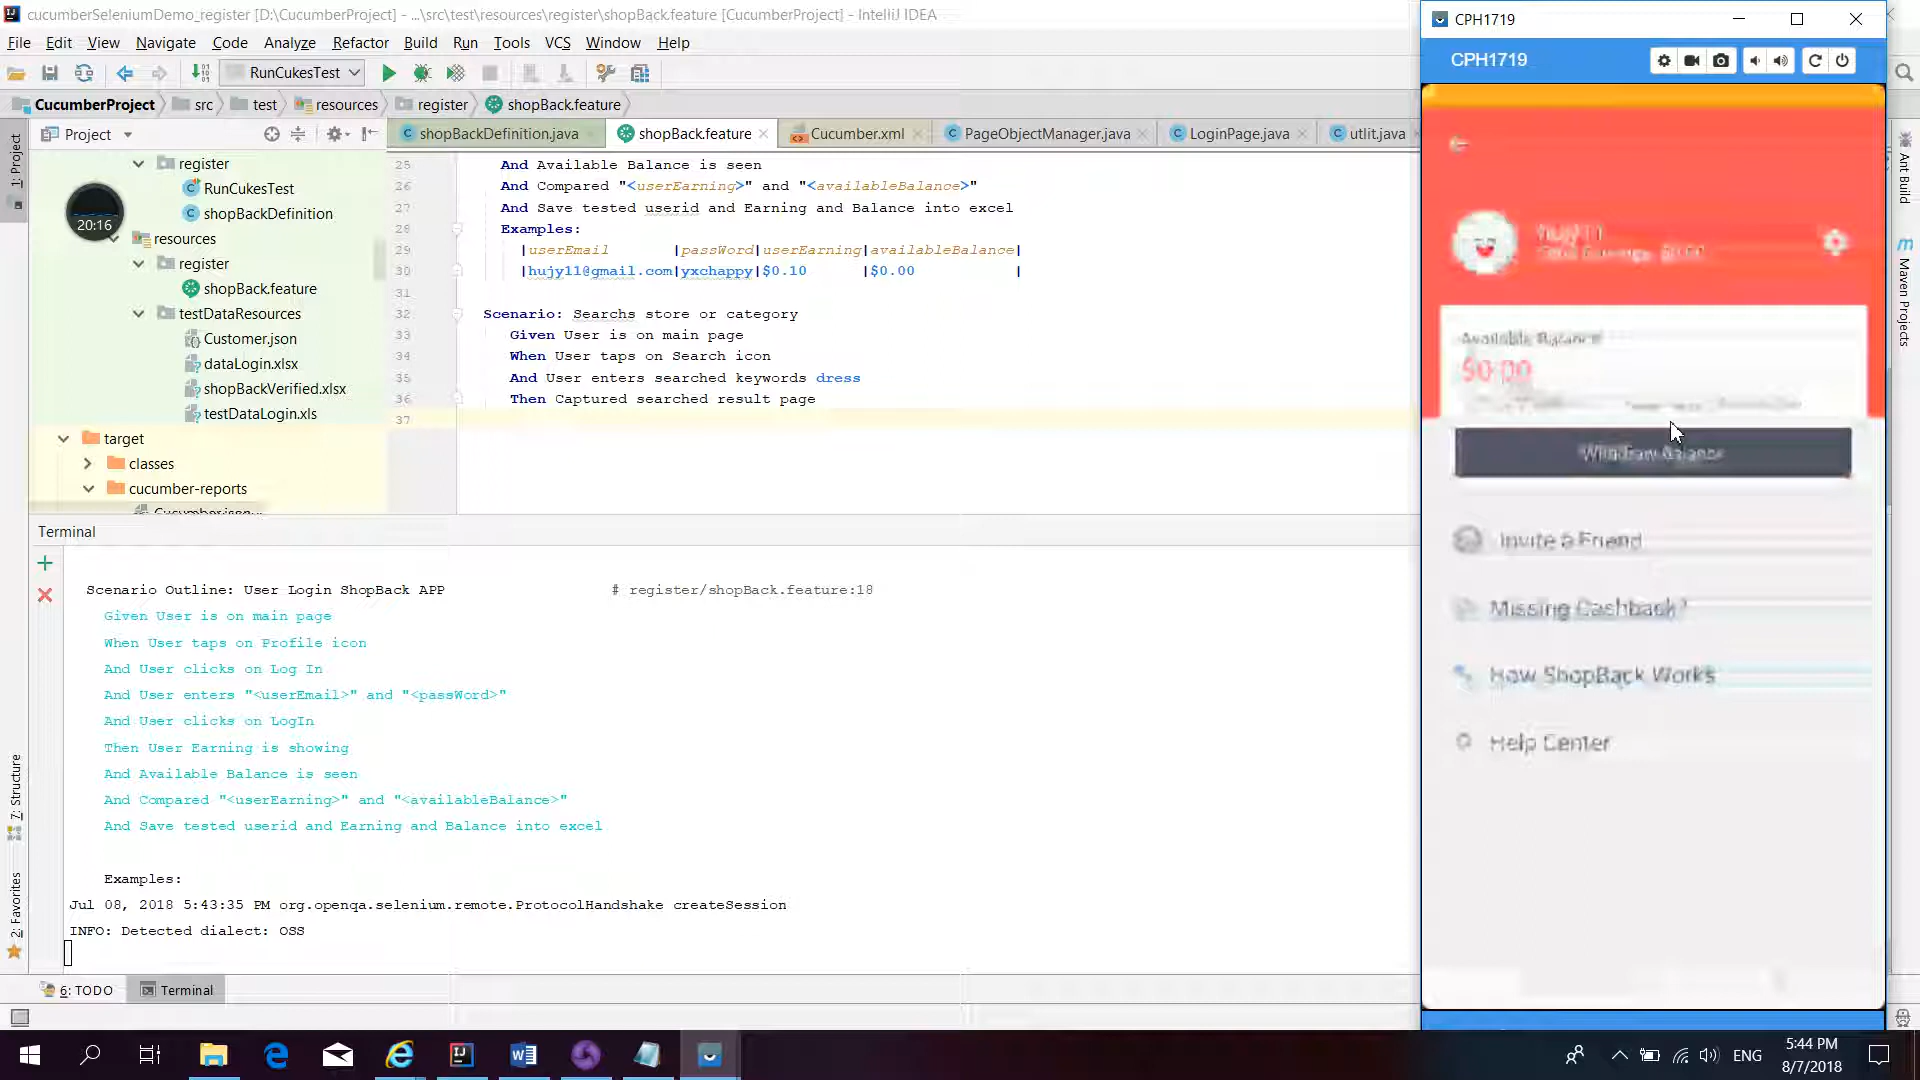 cucumberSeleniumDemo_register [D:\CucumberProject] - ...\src\test\resources\register\shopBack.feature [CucumberProject] - IntelliJ IDEA
File Edit View Navigate Code Analyze Refactor Build Run Tools VCS Window Help
RunCukesTest
CucumberProject src test resources register shopBack.feature
Project
shopBackDefinition.java shopBack.feature Cucumber.xml PageObjectManager.java LoginPage.java utlit.java
1: Project
register
RunCukesTest
shopBackDefinition
20:16
resources
register
shopBack.feature
testDataResources
Customer.json
dataLogin.xlsx
shopBackVerified.xlsx
testDataLogin.xls
target
classes
cucumber-reports
25 And Available Balance is seen
26 And Compared "<userEarning>" and "<availableBalance>"
27 And Save tested userid and Earning and Balance into excel
28 Examples:
29 |userEmail |passWord|userEarning|availableBalance|
30 |hujy11@gmail.com|yxchappy|$0.10 |$0.00 |
31
32 Scenario: Searchs store or category
33 Given User is on main page
34 When User taps on Search icon
35 And User enters searched keywords dress
36 Then Captured searched result page
37
Terminal
Scenario Outline: User Login ShopBack APP # register/shopBack.feature:18
Given User is on main page
When User taps on Profile icon
And User clicks on Log In
And User enters "<userEmail>" and "<passWord>"
And User clicks on LogIn
Then User Earning is showing
And Available Balance is seen
And Compared "<userEarning>" and "<availableBalance>"
And Save tested userid and Earning and Balance into excel
Examples:
Jul 08, 2018 5:43:35 PM org.openqa.selenium.remote.ProtocolHandshake createSession
INFO: Detected dialect: OSS
7: Structure
2: Favorites
6: TODO Terminal
Ant Build
Maven Projects
CPH1719
CPH1719
hujy11
Available Balance
$0.00
Withdraw Balance
Invite a Friend
Missing Cashback?
How ShopBack Works
Help Center
ENG
5:44 PM
8/7/2018